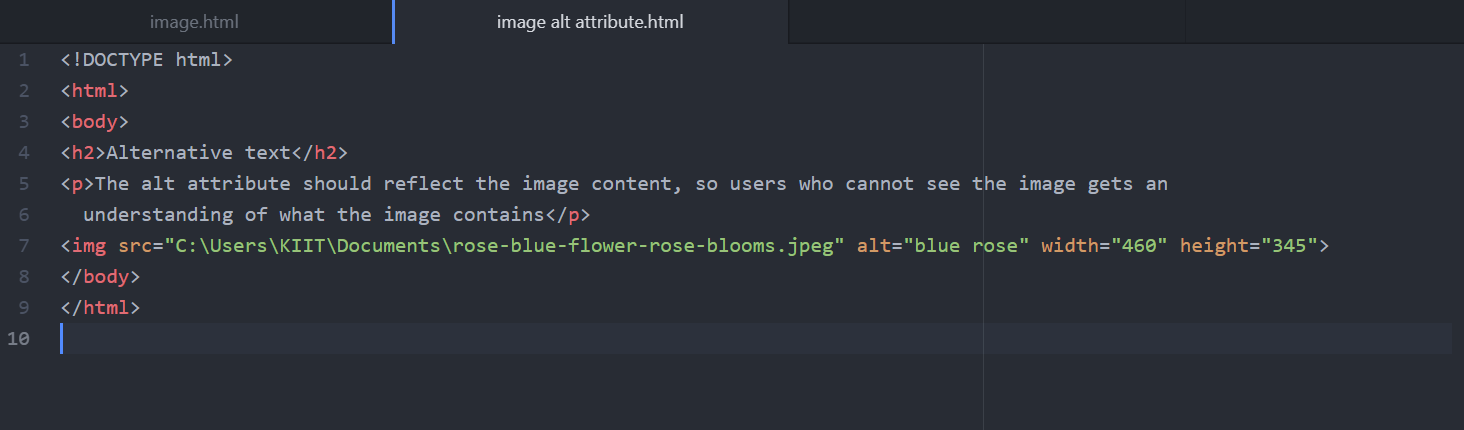 image.html
image alt attribute.html
1 <!DOCTYPE html>
2 <html>
3 <body>
4 <h2>Alternative text</h2>
5 <p>The alt attribute should reflect the image content, so users who cannot see the image gets an
6 understanding of what the image contains</p>
7 <img src="C:\Users\KIIT\Documents\rose-blue-flower-rose-blooms.jpeg" alt="blue rose" width="460" height="345">
8 </body>
9 </html>
10